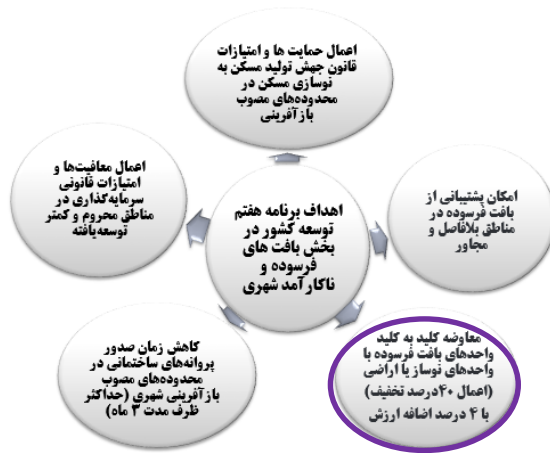 اعمال حمایت ها و امتیازات
قانون جهش تولید مسکن به
نوسازی مسکن در
محدوده‌های مصوب
بازآفرینی
اعمال معافیت‌ها و
امتیازات قانونی
سرمایه‌گذاری در
مناطق محروم و کمتر
توسعه‌یافته
اهداف برنامه هفتم
توسعه کشور در
بخش بافت های
فرسوده و
ناکارآمد شهری
امکان پشتیبانی از
بافت فرسوده در
مناطق بلافاصل و
مجاور
کاهش زمان صدور
پروانه‌های ساختمانی در
محدوده‌های مصوب
بازآفرینی شهری (حداکثر
ظرف مدت ۳ ماه)
معاوضه کلید به کلید
واحدهای بافت فرسوده با
واحدهای نوساز یا اراضی
(اعمال ۴۰درصد تخفیف)
با ۴ درصد اضافه ارزش